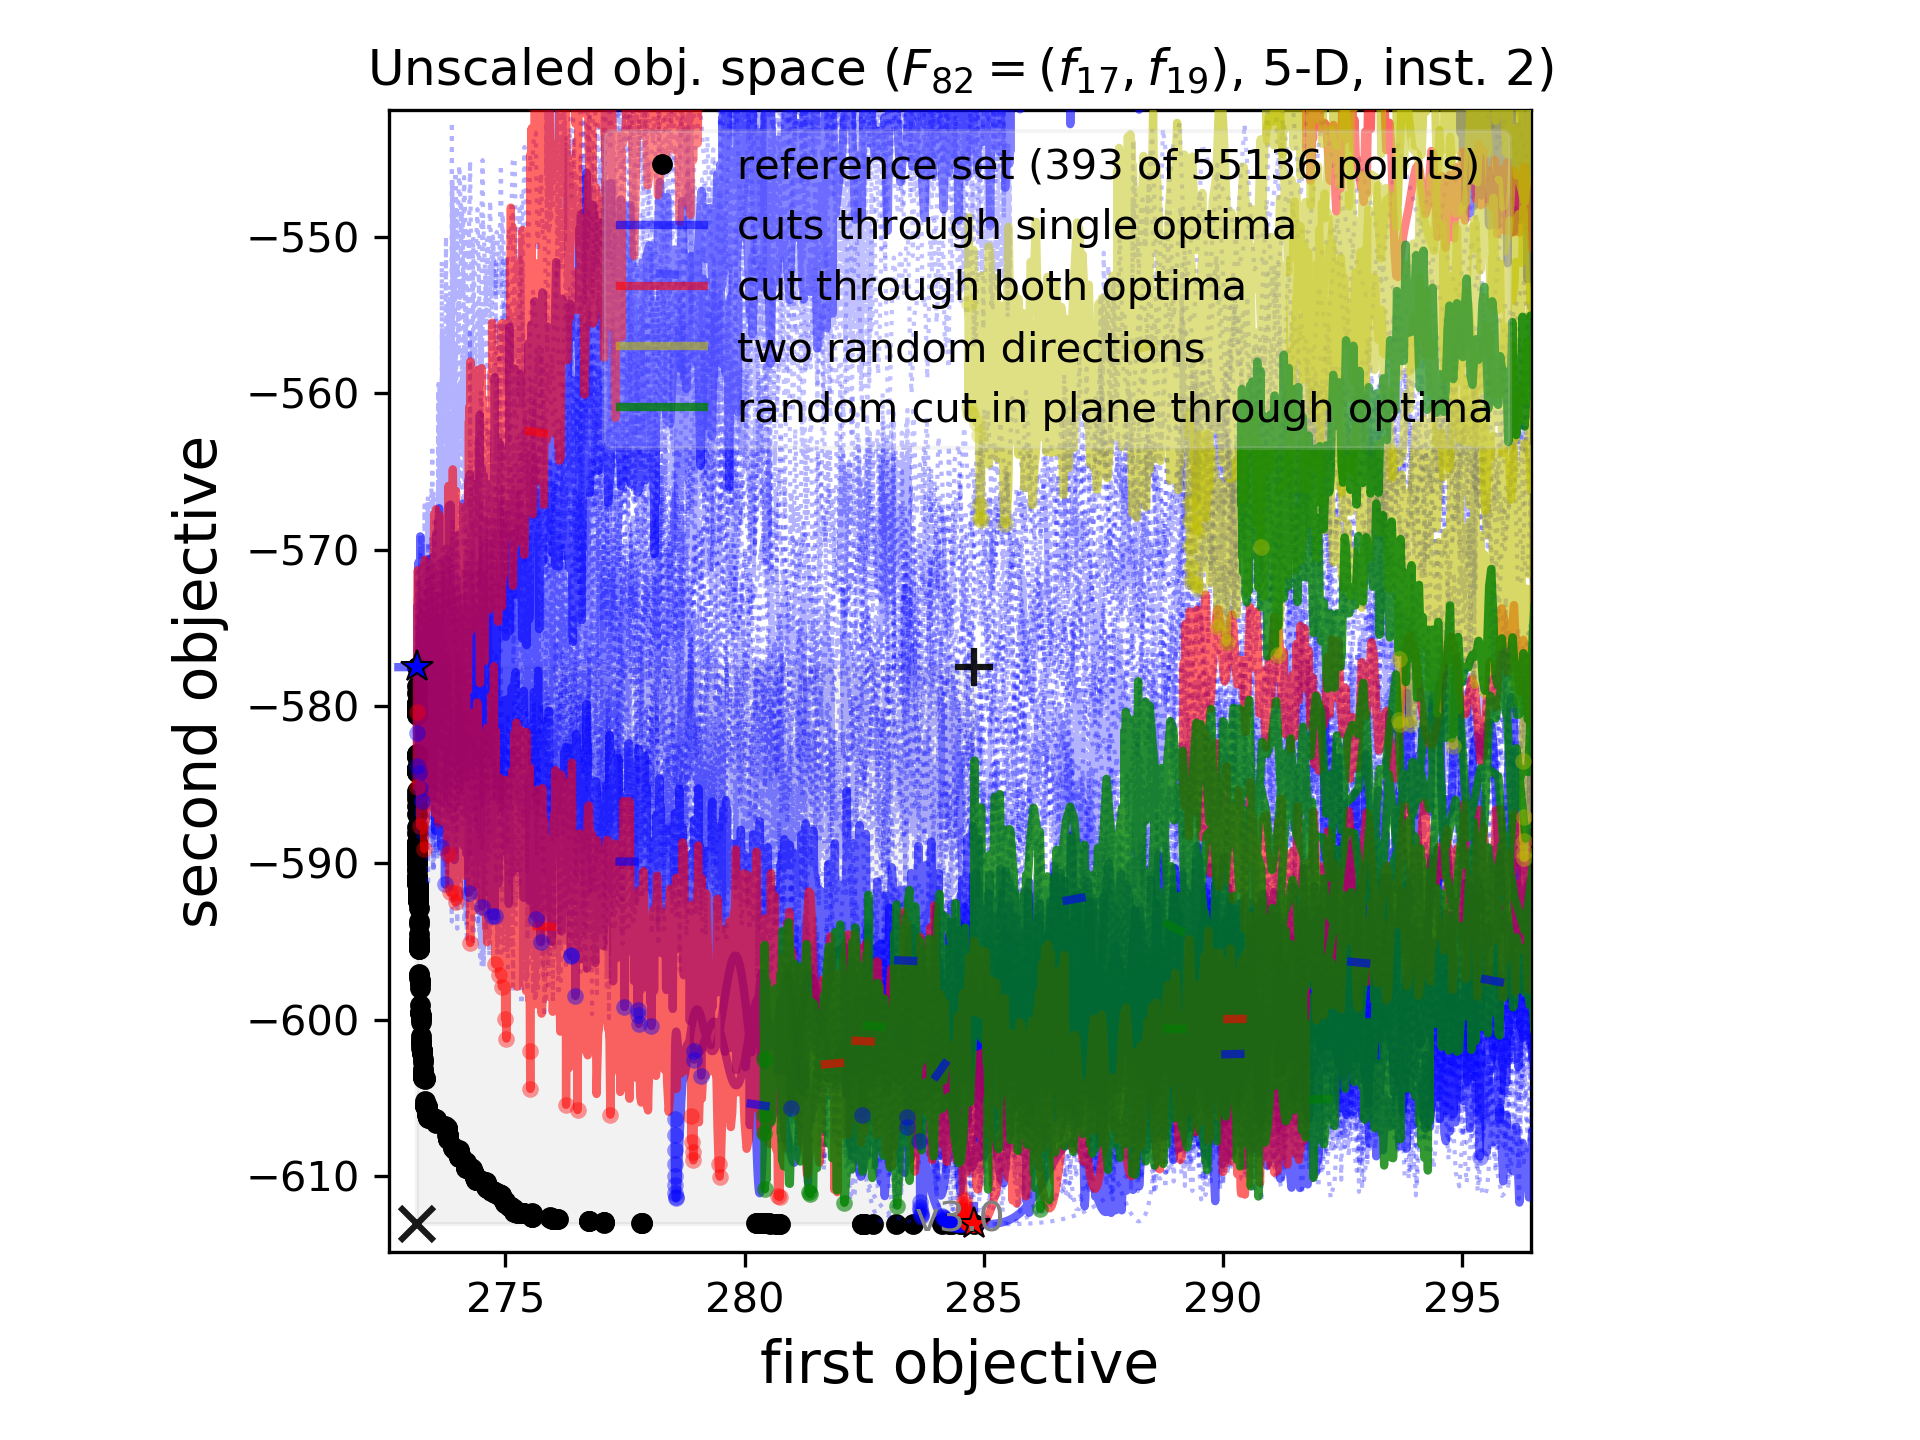 Unscaled obj. space (F82 = (f17, f19), 5-D, inst. 2)
reference set (393 of 55136 points)
cuts through single optima
cut through both optima
two random directions
random cut in plane through optima
second objective
−550
−560
−570
−580
−590
−600
−610
275
280
285
290
295
first objective